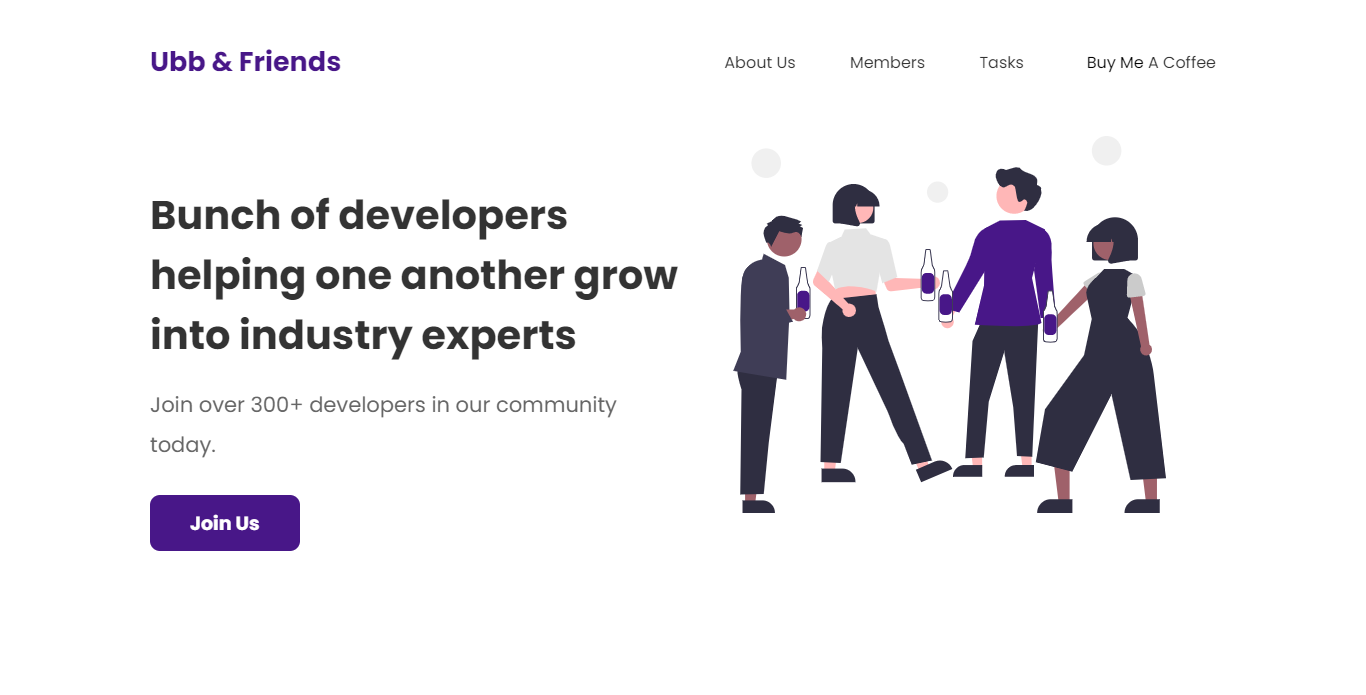 Ubb & Friends
About Us
Members
Tasks
Buy Me A Coffee
Bunch of developers
helping one another grow
into industry experts
Join over 300+ developers in our community
today.
Join Us